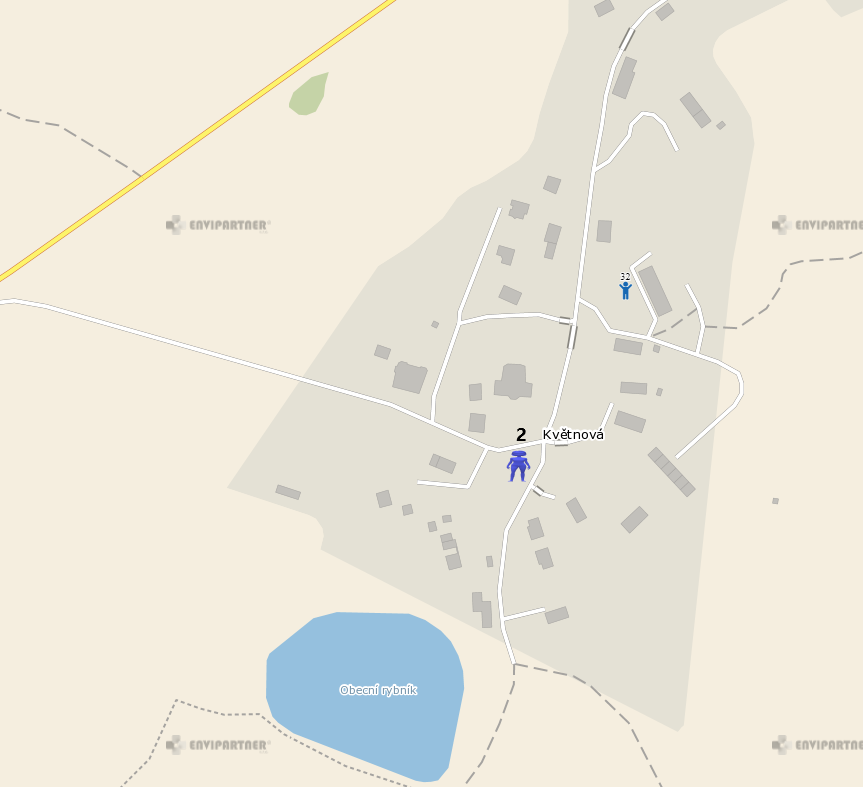 ENVIPARTNER
ENVIPARTNER
32
2
Květnová
Obecní rybník
ENVIPARTNER
ENVIPARTNER